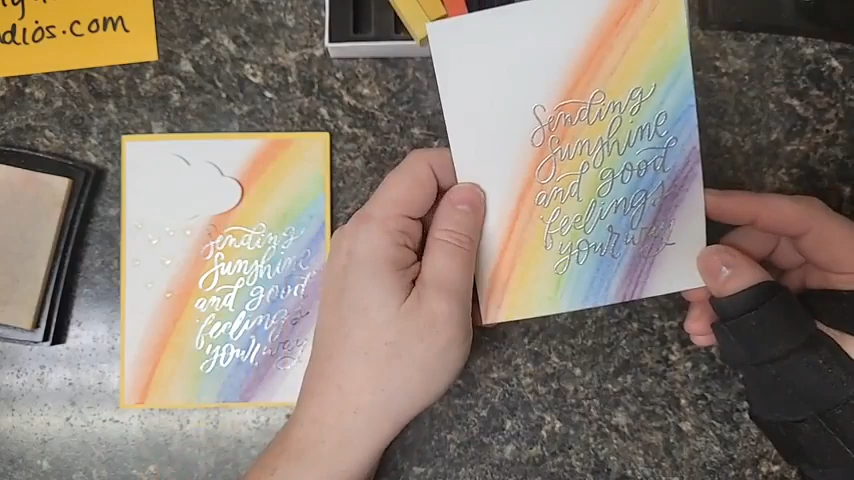 dios.com
Sending
Sunshine
and good
feelings
your way
Sending
Sunshine
and good
feelings
your way